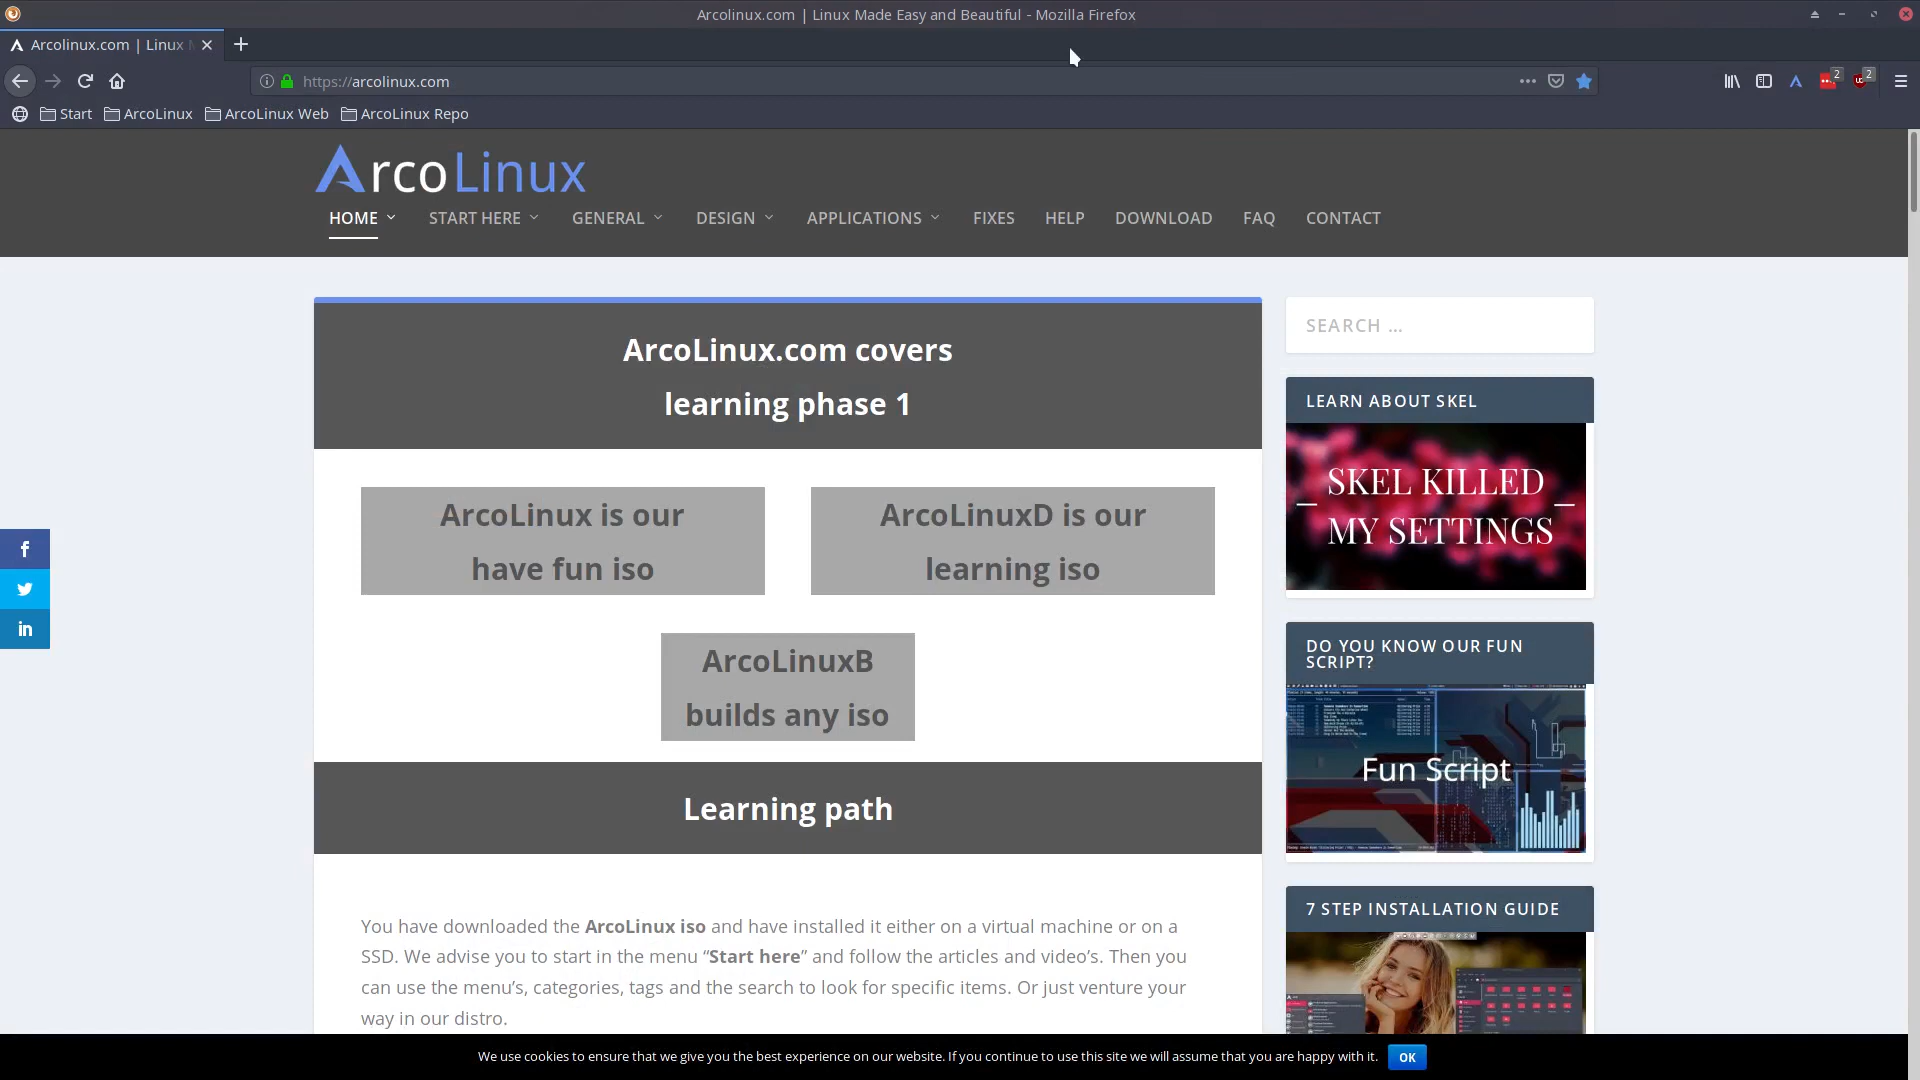 Arcolinux.com | Linux Made Easy and Beautiful - Mozilla Firefox
Arcolinux.com | Linux
https://arcolinux.com
2
2
Start
ArcoLinux
ArcoLinux Web
ArcoLinux Repo
ArcoLinux
HOME
START HERE
GENERAL
DESIGN
APPLICATIONS
FIXES
HELP
DOWNLOAD
FAQ
CONTACT
ArcoLinux.com covers
learning phase 1
ArcoLinux is our
have fun iso
ArcoLinuxD is our
learning iso
ArcoLinuxB
builds any iso
Learning path
You have downloaded the ArcoLinux iso and have installed it either on a virtual machine or on a
SSD. We advise you to start in the menu “Start here” and follow the articles and video’s. Then you
can use the menu’s, categories, tags and the search to look for specific items. Or just venture your
way in our distro.
SEARCH ...
LEARN ABOUT SKEL
SKEL KILLED
MY SETTINGS
DO YOU KNOW OUR FUN
SCRIPT?
Fun Script
7 STEP INSTALLATION GUIDE
We use cookies to ensure that we give you the best experience on our website. If you continue to use this site we will assume that you are happy with it.
OK